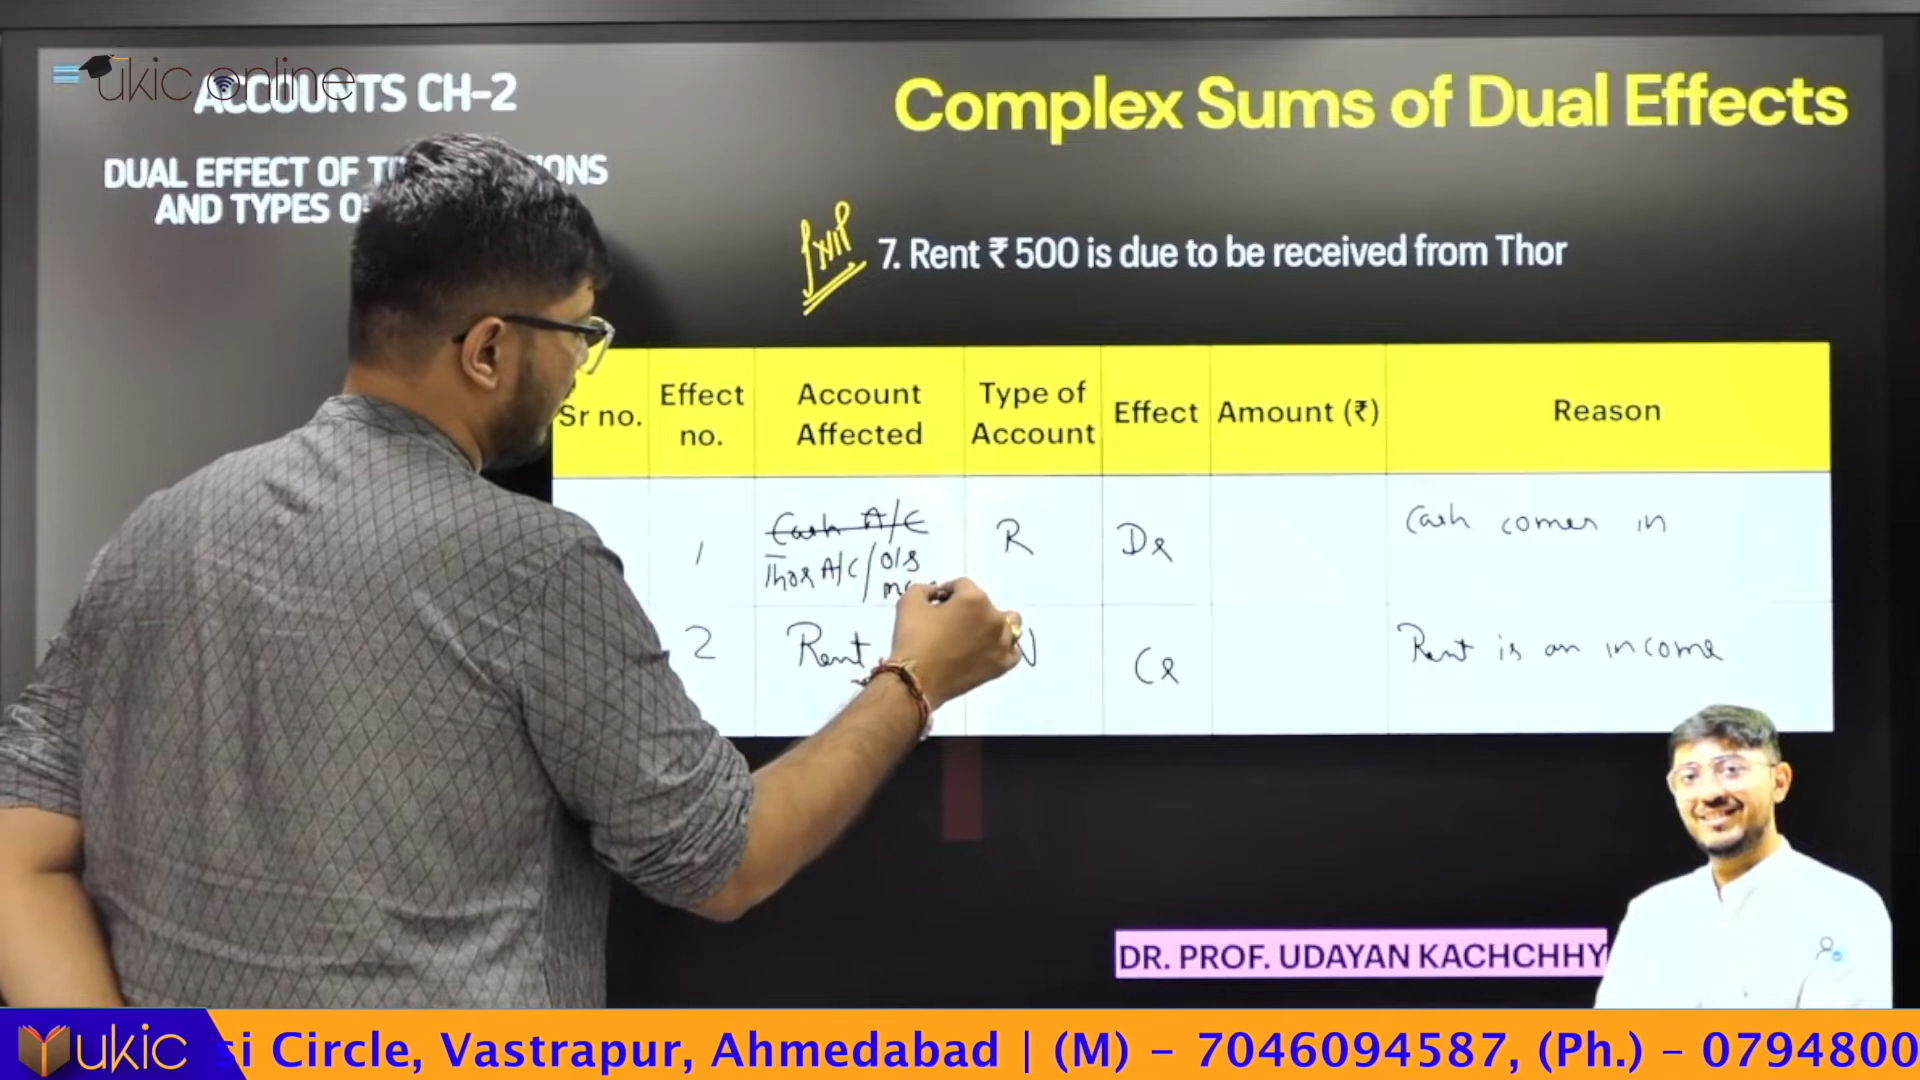 ukic online
ACCOUNTS CH-2
DUAL EFFECT OF IONS
AND TYPES
Complex Sums of Dual Effects
IMP
7. Rent ₹ 500 is due to be received from Thor
Sr no.
Effect no.
Account Affected
Type of Account
Effect
Amount (₹)
Reason
1
Cash A/C
Thor A/C / O/S
R
Dr
Cash comes in
2
Rent
N
Cr
Rent is an income
DR. PROF. UDAYAN KACHCHHY
ukic
si Circle, Vastrapur, Ahmedabad | (M) - 7046094587, (Ph.) - 0794800